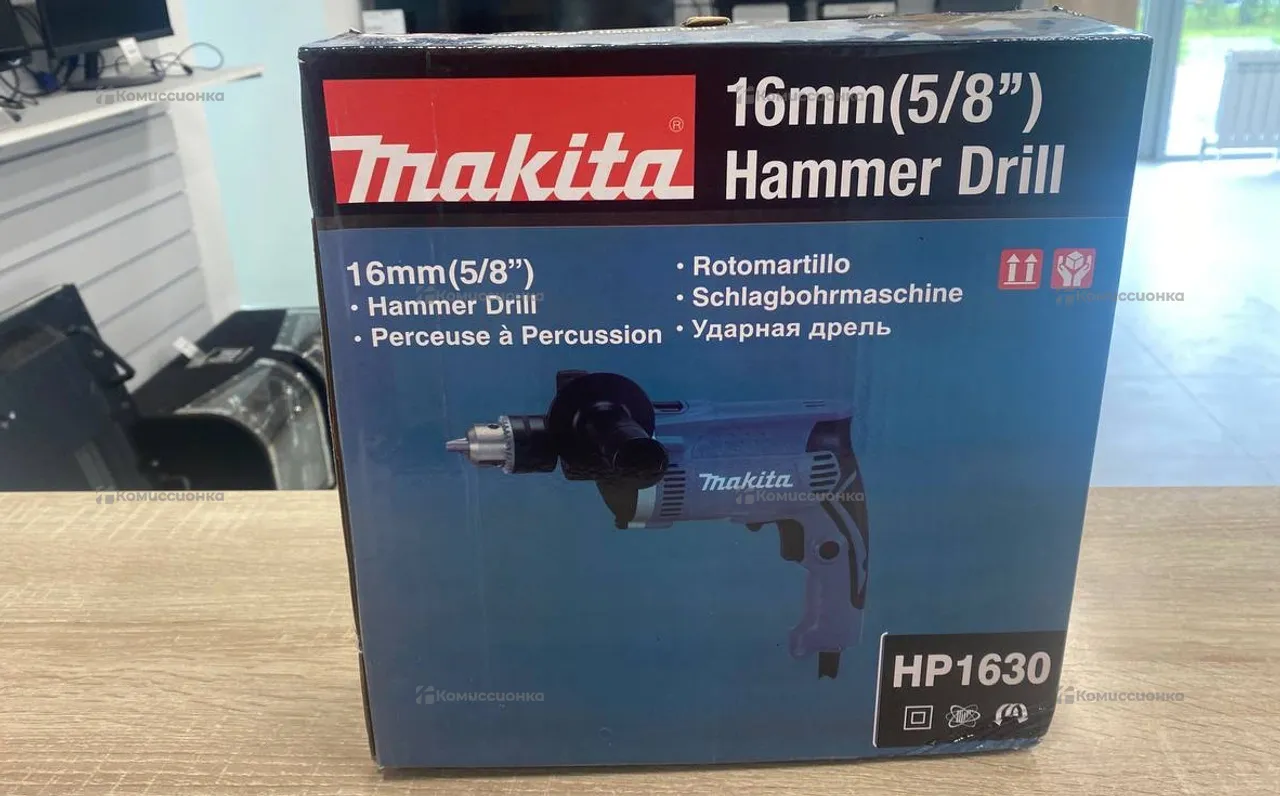 makita®
16mm(5/8”)
Hammer Drill
16mm(5/8”)
• Hammer Drill
• Perceuse à Percussion
• Rotomartillo
• Schlagbohrmaschine
• Ударная дрель
makita
HP1630
Комиссионка
Комиссионка
Комиссионка
Комиссионка
Комиссионка
Комиссионка
Комиссионка